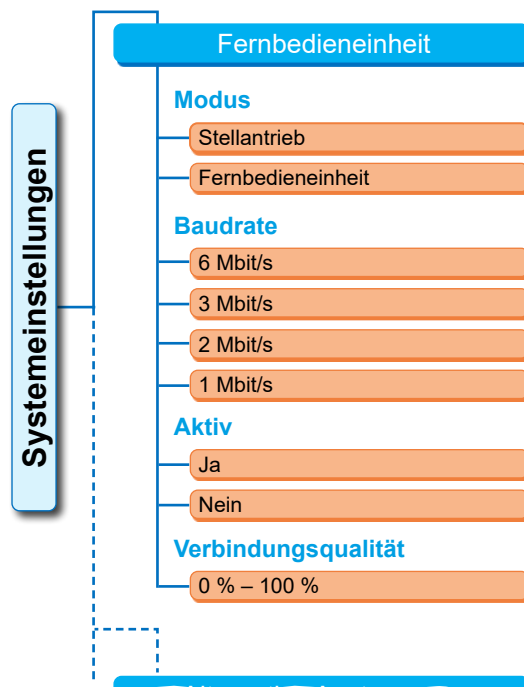 Systemeinstellungen
Fernbedieneinheit
Modus
Stellantrieb
Fernbedieneinheit
Baudrate
6 Mbit/s
3 Mbit/s
2 Mbit/s
1 Mbit/s
Aktiv
Ja
Nein
Verbindungsqualität
0 % – 100 %